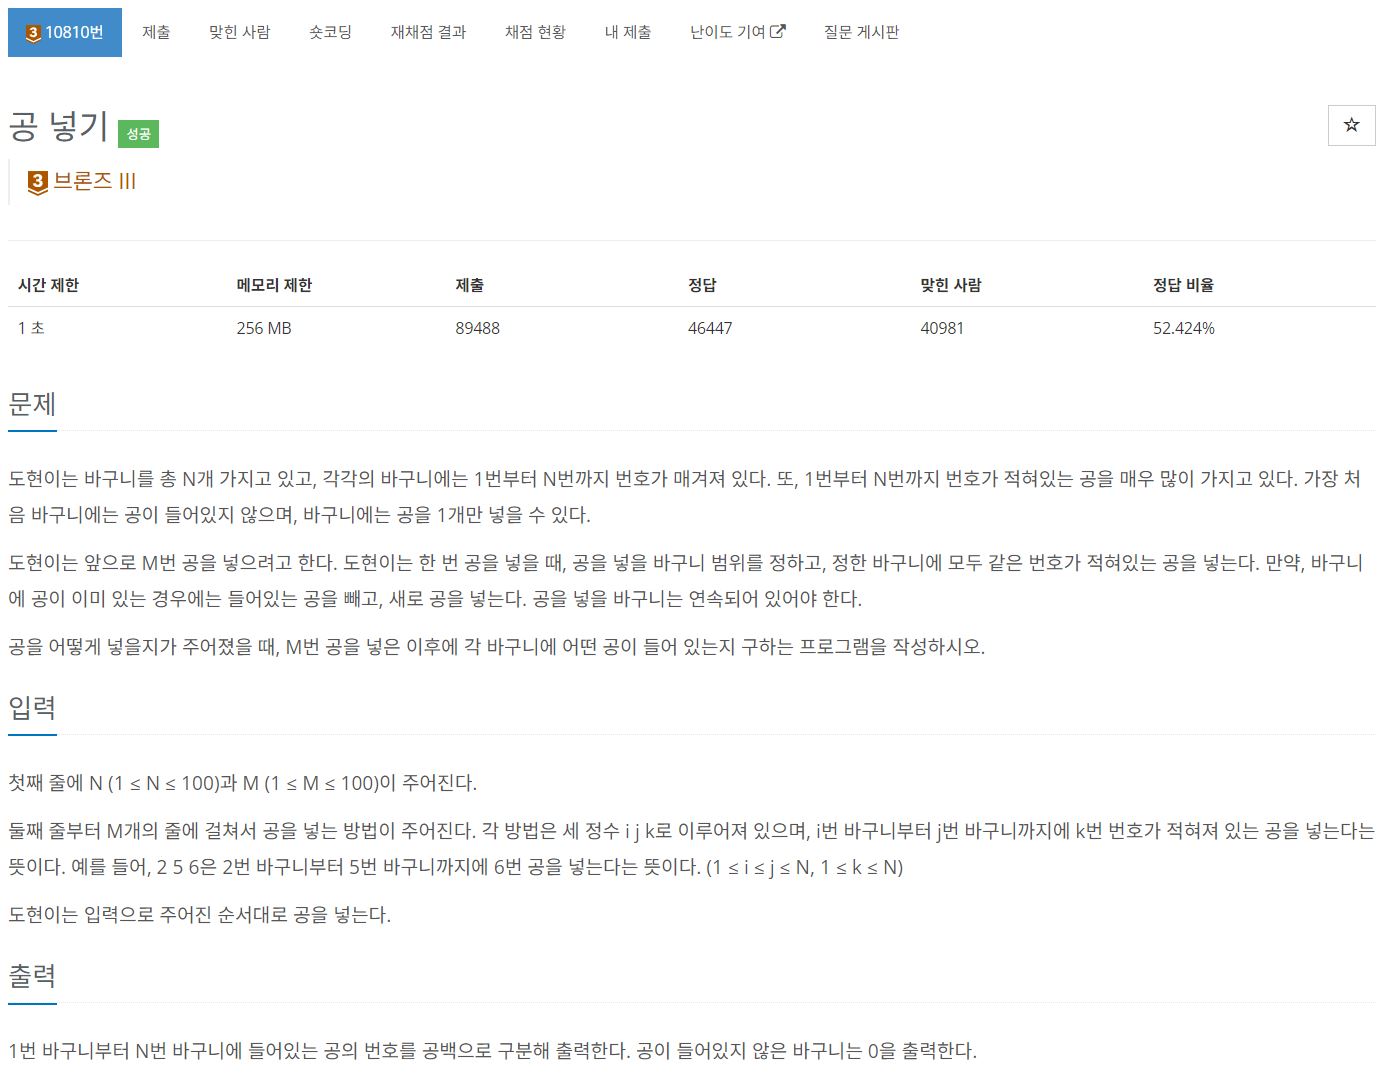 3 10810번 제출 맞힌 사람 숏코딩 재채점 결과 채점 현황 내 제출 난이도 기여 질문 게시판
공 넣기 성공
3 브론즈 III
시간 제한 메모리 제한 제출 정답 맞힌 사람 정답 비율
1 초 256 MB 89488 46447 40981 52.424%
문제
도현이는 바구니를 총 N개 가지고 있고, 각각의 바구니에는 1번부터 N번까지 번호가 매겨져 있다. 또, 1번부터 N번까지 번호가 적혀있는 공을 매우 많이 가지고 있다. 가장 처
음 바구니에는 공이 들어있지 않으며, 바구니에는 공을 1개만 넣을 수 있다.
도현이는 앞으로 M번 공을 넣으려고 한다. 도현이는 한 번 공을 넣을 때, 공을 넣을 바구니 범위를 정하고, 정한 바구니에 모두 같은 번호가 적혀있는 공을 넣는다. 만약, 바구니
에 공이 이미 있는 경우에는 들어있는 공을 빼고, 새로 공을 넣는다. 공을 넣을 바구니는 연속되어 있어야 한다.
공을 어떻게 넣을지가 주어졌을 때, M번 공을 넣은 이후에 각 바구니에 어떤 공이 들어 있는지 구하는 프로그램을 작성하시오.
입력
첫째 줄에 N (1 ≤ N ≤ 100)과 M (1 ≤ M ≤ 100)이 주어진다.
둘째 줄부터 M개의 줄에 걸쳐서 공을 넣는 방법이 주어진다. 각 방법은 세 정수 i j k로 이루어져 있으며, i번 바구니부터 j번 바구니까지에 k번 번호가 적혀져 있는 공을 넣는다는
뜻이다. 예를 들어, 2 5 6은 2번 바구니부터 5번 바구니까지에 6번 공을 넣는다는 뜻이다. (1 ≤ i ≤ j ≤ N, 1 ≤ k ≤ N)
도현이는 입력으로 주어진 순서대로 공을 넣는다.
출력
1번 바구니부터 N번 바구니에 들어있는 공의 번호를 공백으로 구분해 출력한다. 공이 들어있지 않은 바구니는 0을 출력한다.